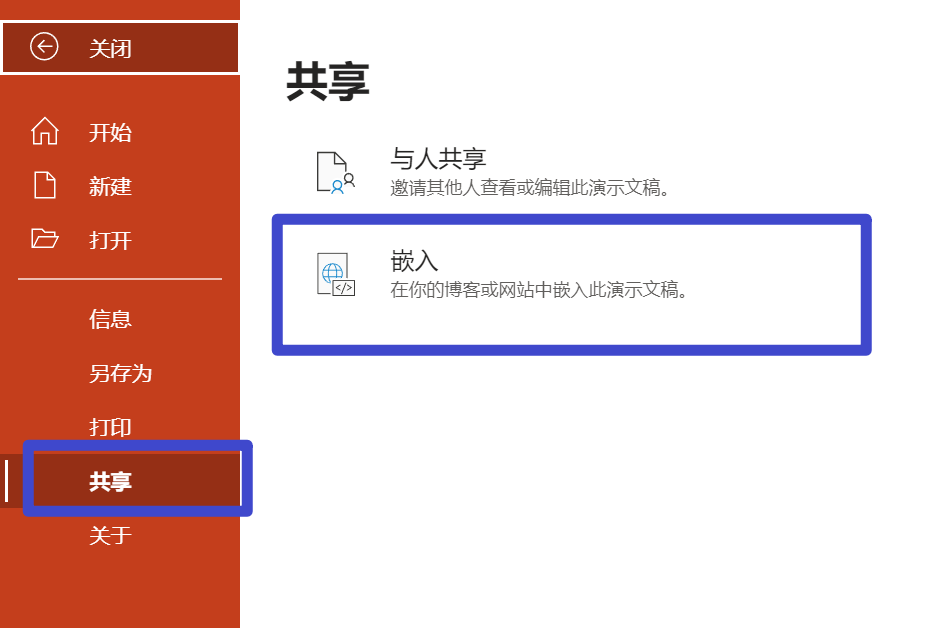 关闭
开始
新建
打开
信息
另存为
打印
共享
关于
共享
与人共享
邀请其他人查看或编辑此演示文稿。
嵌入
</>
在你的博客或网站中嵌入此演示文稿。